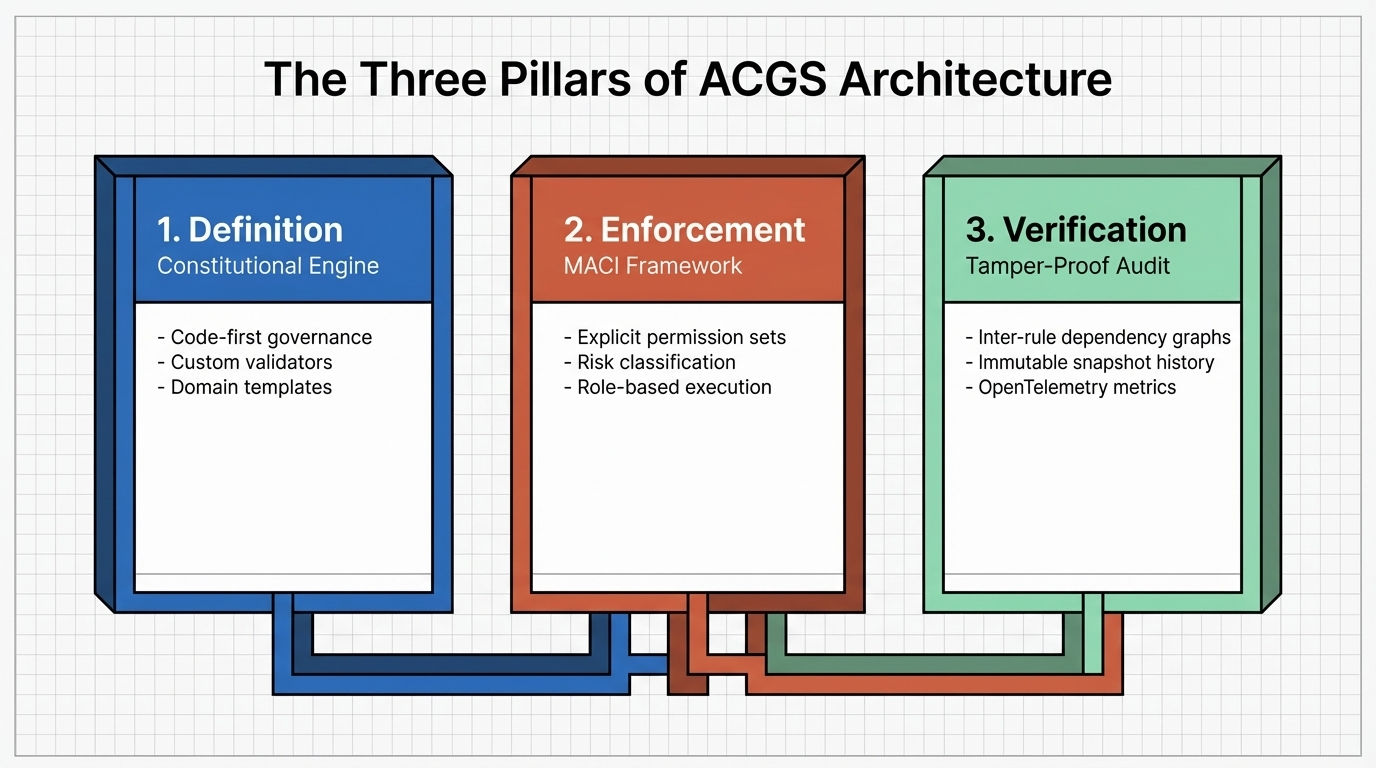 The Three Pillars of ACGS Architecture
1. Definition
Constitutional Engine
- Code-first governance
- Custom validators
- Domain templates
2. Enforcement
MACI Framework
- Explicit permission sets
- Risk classification
- Role-based execution
3. Verification
Tamper-Proof Audit
- Inter-rule dependency graphs
- Immutable snapshot history
- OpenTelemetry metrics